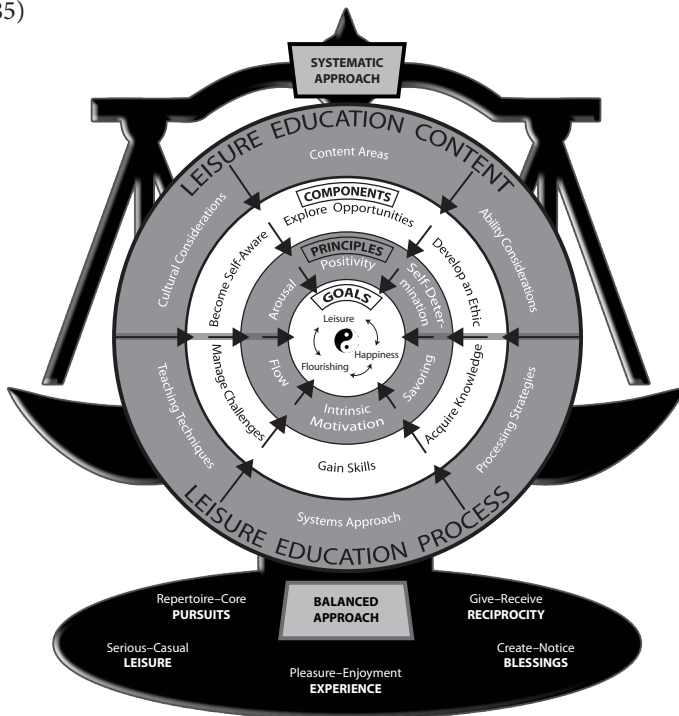 35)
SYSTEMATIC
APPROACH
LEISURE EDUCATION CONTENT
Content Areas
Cultural Considerations
Ability Considerations
COMPONENTS
Explore Opportunities
Become Self-Aware
Develop an Ethic
PRINCIPLES
Positivity
Arousal
Self-Deter-
mination
GOALS
Leisure
Happiness
Flourishing
Flow
Savoring
Intrinsic
Motivation
Manage Challenges
Acquire Knowledge
Gain Skills
Teaching Techniques
Processing Strategies
Systems Approach
LEISURE EDUCATION PROCESS
BALANCED
APPROACH
Repertoire–Core
PURSUITS
Give–Receive
RECIPROCITY
Serious–Casual
LEISURE
Create–Notice
BLESSINGS
Pleasure–Enjoyment
EXPERIENCE